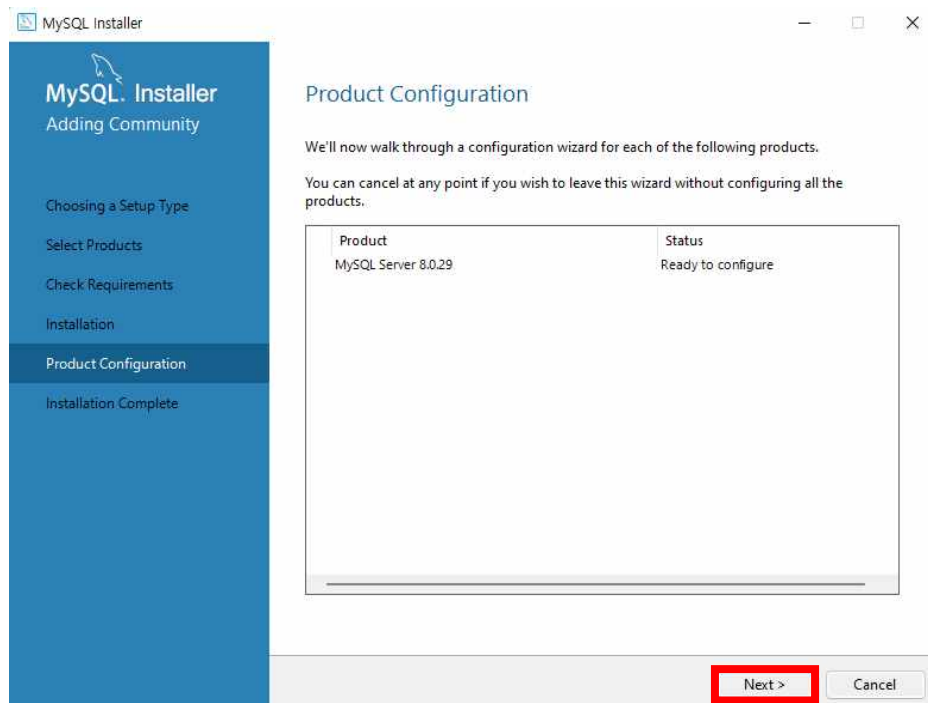 MySQL Installer
MySQL. Installer
Adding Community
Choosing a Setup Type
Select Products
Check Requirements
Installation
Product Configuration
Installation Complete
Product Configuration
We'll now walk through a configuration wizard for each of the following products.
You can cancel at any point if you wish to leave this wizard without configuring all the
products.
Product Status
MySQL Server 8.0.29 Ready to configure
Next > Cancel